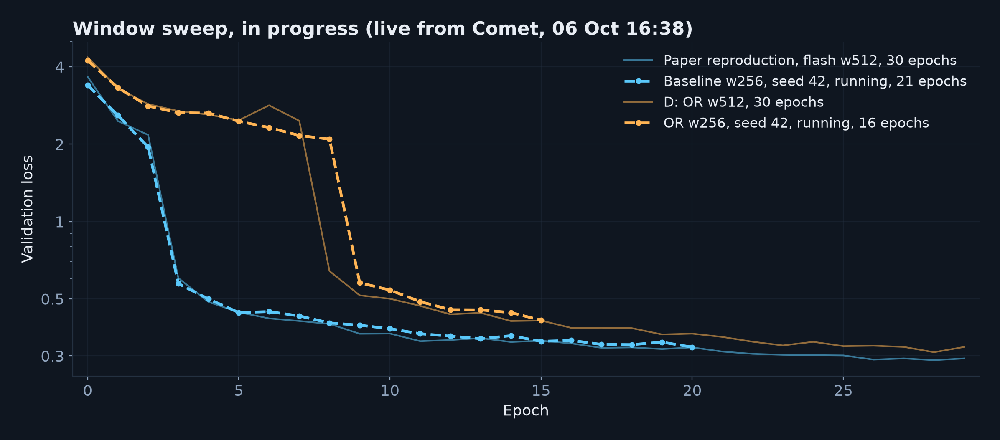 Window sweep, in progress (live from Comet, 06 Oct 16:38)
Paper reproduction, flash w512, 30 epochs
Baseline w256, seed 42, running, 21 epochs
D: OR w512, 30 epochs
OR w256, seed 42, running, 16 epochs
Validation loss
4
2
1
0.5
0.3
0 5 10 15 20 25
Epoch